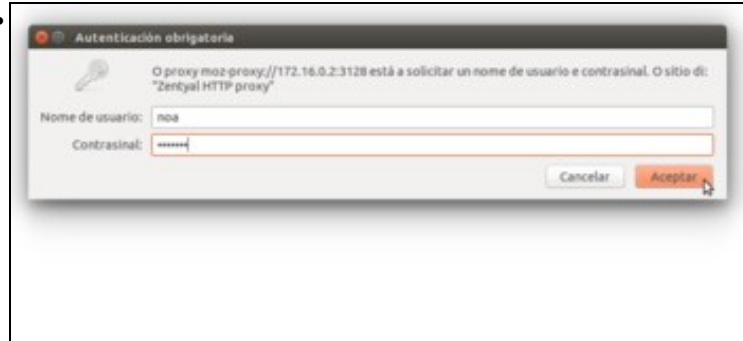 Autenticación obrigatoria
O proxy moz-proxy://172.16.0.2:3128 está a solicitar un nome de usuario e contrasinal. O sitio di:
"Zentyal HTTP proxy"
Nome de usuario: noa
Contrasinal: •••••••
Cancelar Aceptar